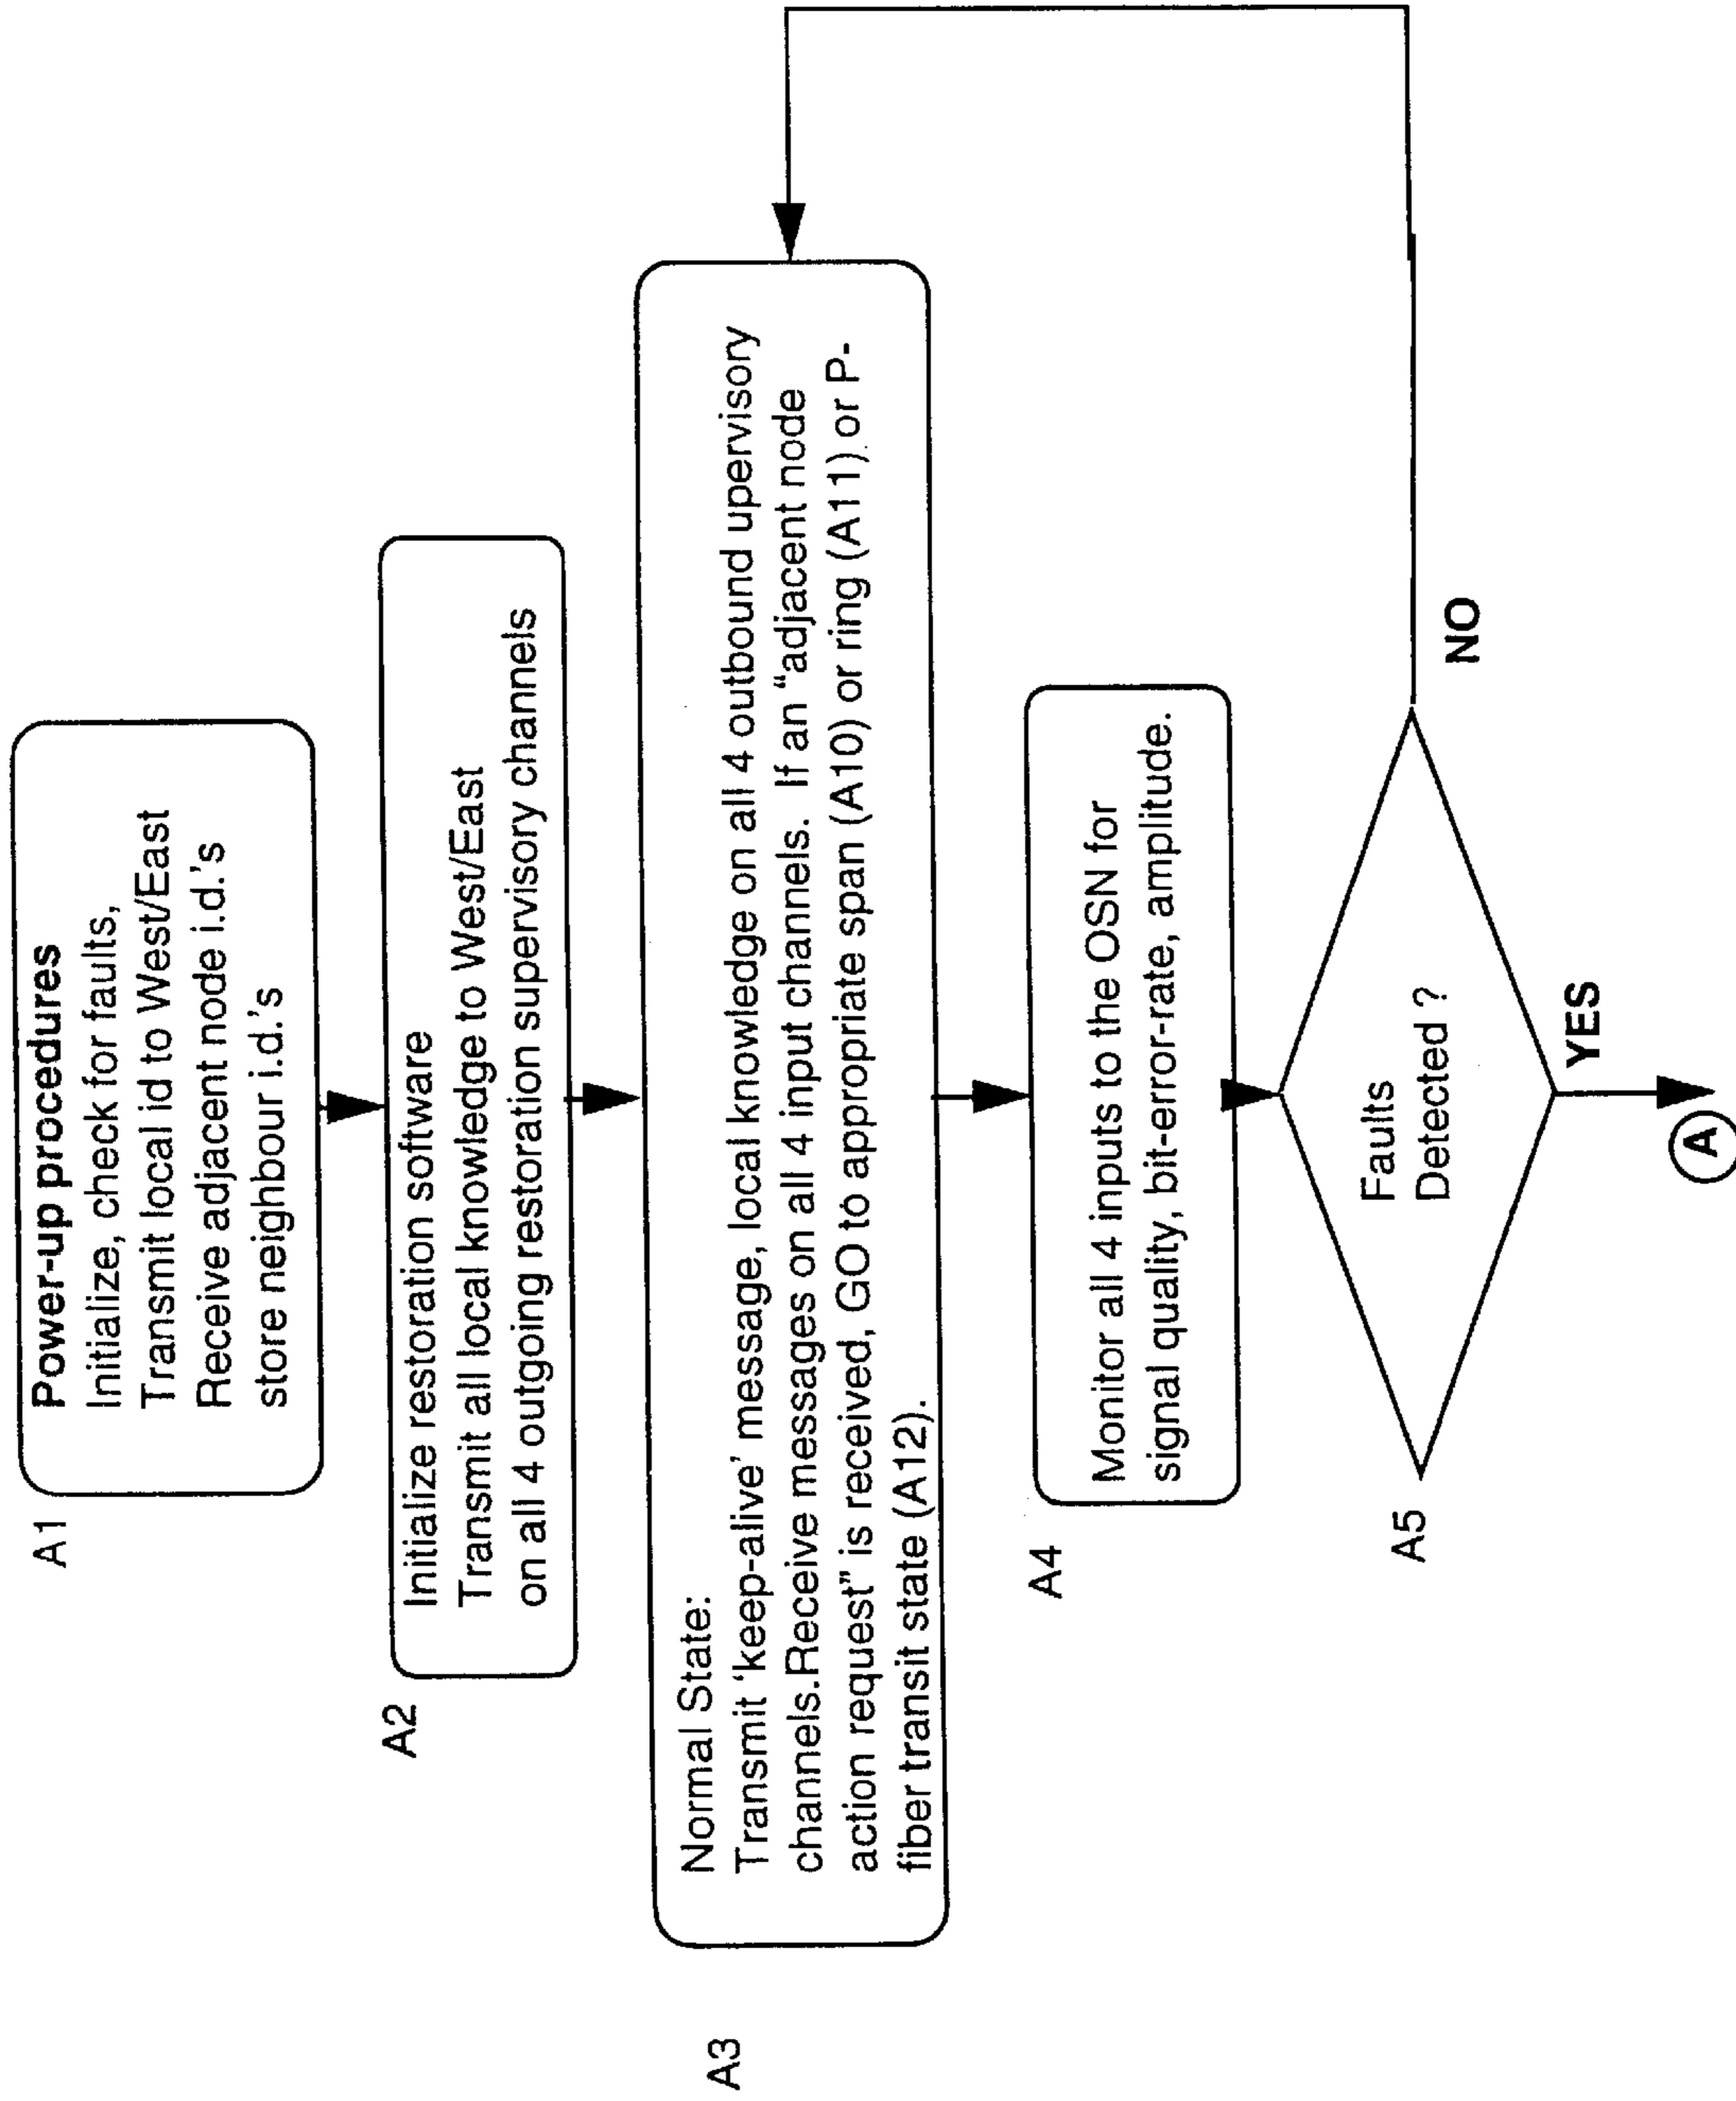 A1
Power-up procedures
Initialize, check for faults,
Transmit local id to West/East
Receive adjacent node i.d.'s
store neighbour i.d.'s
A2
Initialize restoration software
Transmit all local knowledge to West/East
on all 4 outgoing restoration supervisory channels
A3
Normal State:
Transmit ‘keep-alive’ message, local knowledge on all 4 outbound upervisory
channels.Receive messages on all 4 input channels. If an “adjacent node
action request” is received, GO to appropriate span (A10) or ring (A11) or P-
fiber transit state (A12).
A4
Monitor all 4 inputs to the OSN for
signal quality, bit-error-rate, amplitude.
A5
Faults
Detected ?
NO
YES
A